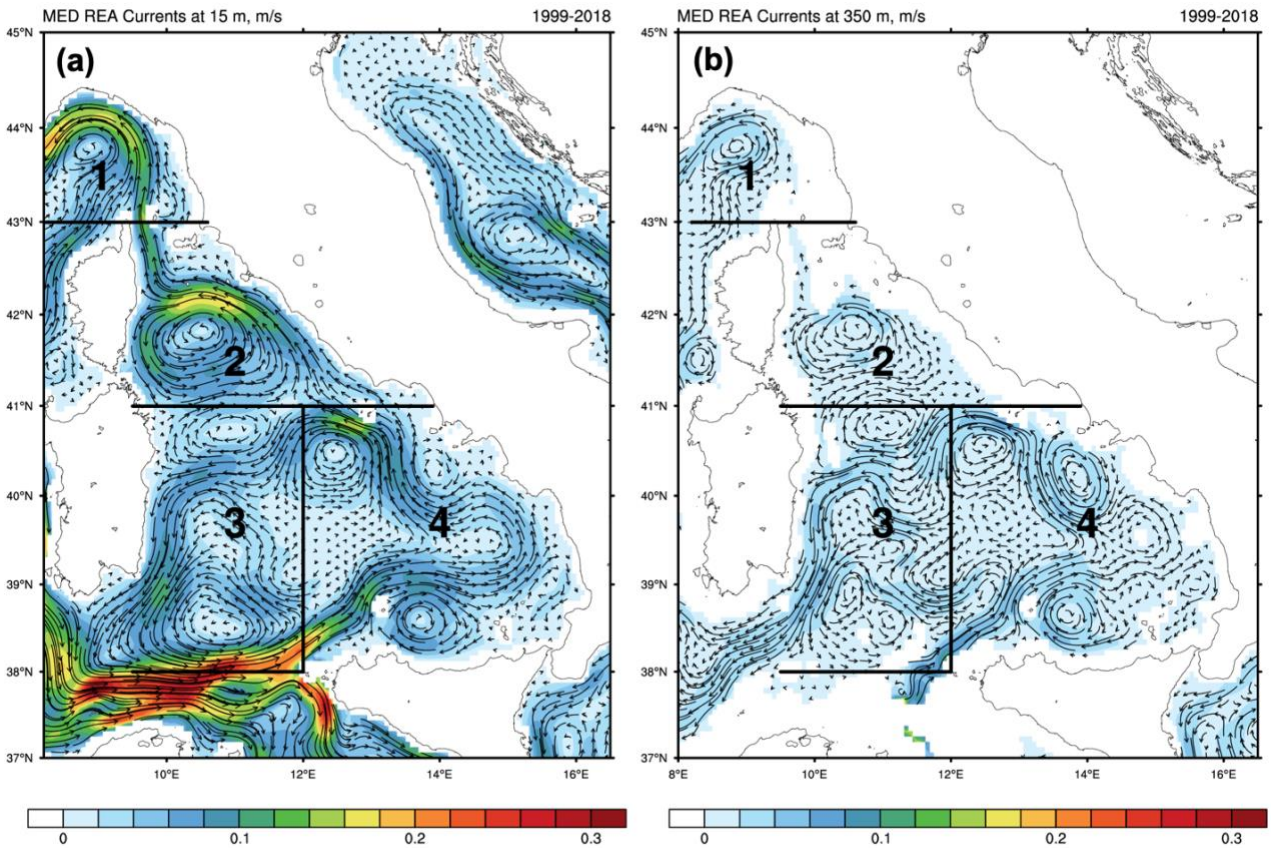 MED REA Currents at 15 m, m/s 1999-2018
(a)
45°N
44°N
43°N
42°N
41°N
40°N
39°N
38°N
37°N
1
2
3
4
10°E 12°E 14°E 16°E
0 0.1 0.2 0.3
MED REA Currents at 350 m, m/s 1999-2018
(b)
45°N
44°N
43°N
42°N
41°N
40°N
39°N
38°N
37°N
1
2
3
4
8°E 10°E 12°E 14°E 16°E
0 0.1 0.2 0.3